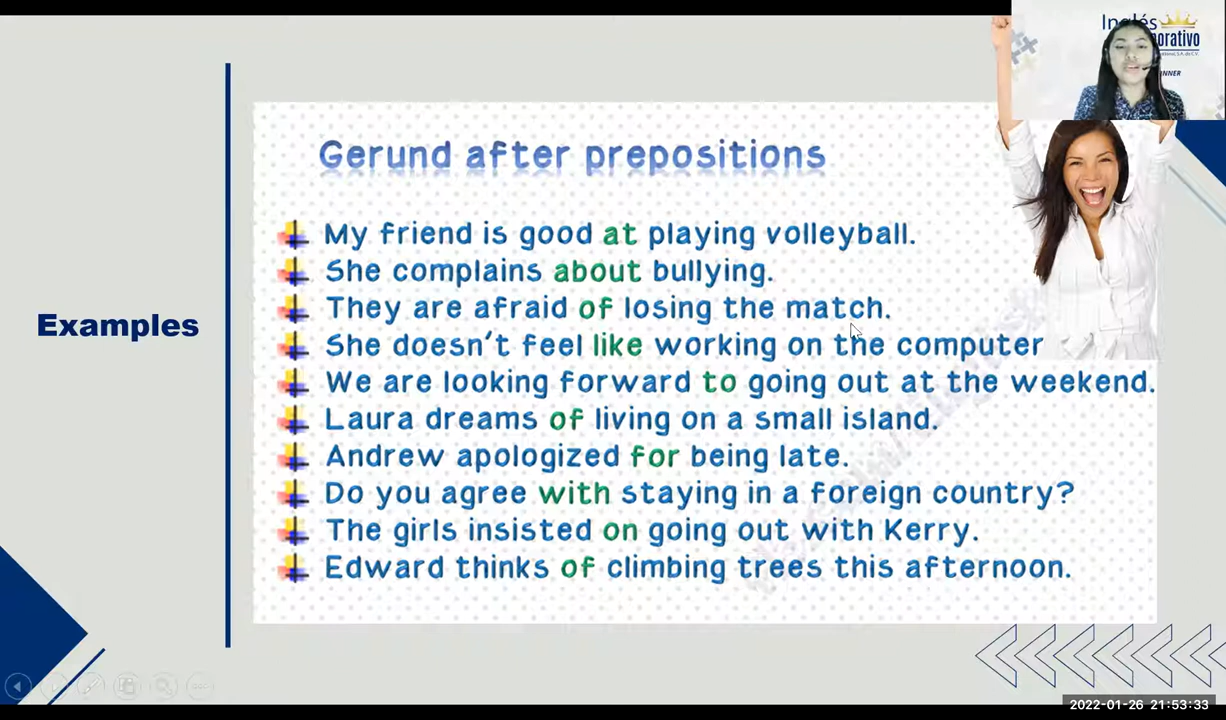 Inglés
orativo
NNER
Gerund after prepositions
My friend is good at playing volleyball.
She complains about bullying.
They are afraid of losing the match.
Examples
She doesn't feel like working on the computer
We are looking forward to going out at the weekend.
Laura dreams of living on a small island.
Andrew apologized for being late.
Do you agree with staying in a foreign country?
The girls insisted on going out with Kerry.
Edward thinks of climbing trees this afternoon.
2022-01-26 21:53:33